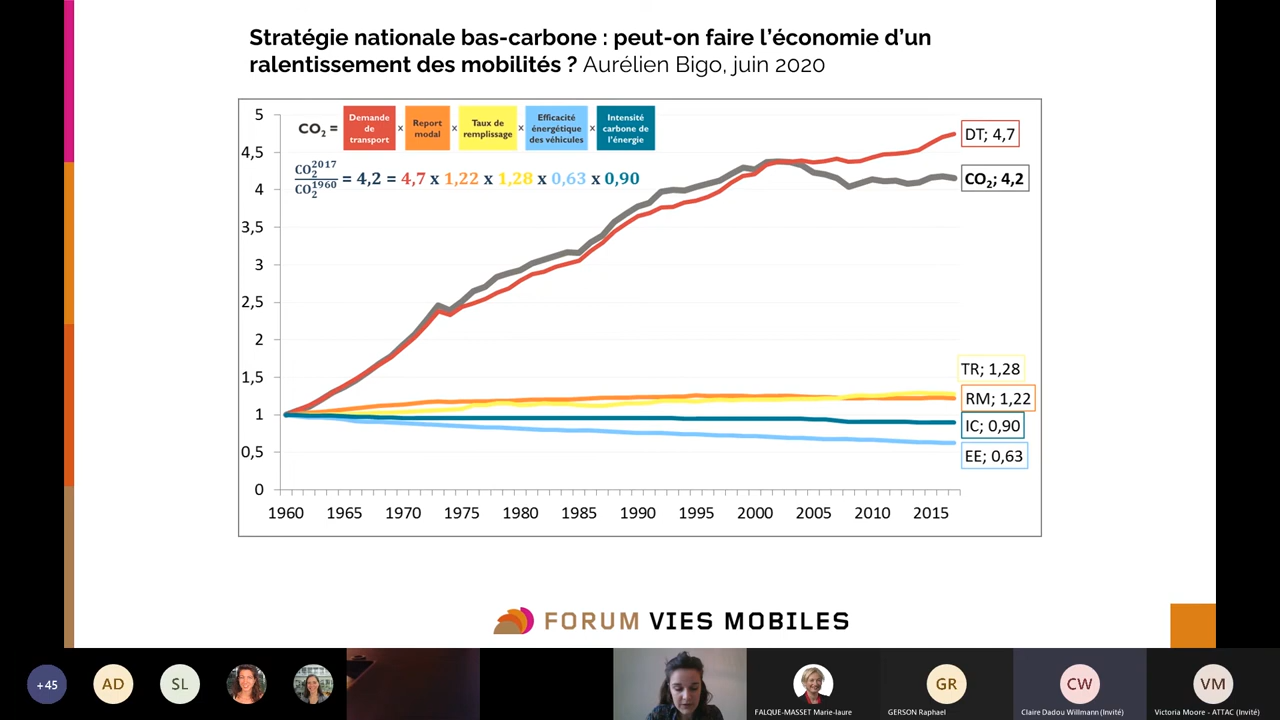 Stratégie nationale bas-carbone : peut-on faire l'économie d'un
ralentissement des mobilités ? Aurélien Bigo, juin 2020
CO₂ = Demande de transport x Report modal x Taux de remplissage x Efficacité énergétique des véhicules x Intensité carbone de l'énergie
CO₂²⁰¹⁷ / CO₂¹⁹⁶⁰ = 4,2 = 4,7 x 1,22 x 1,28 x 0,63 x 0,90
5
4,5
4
3,5
3
2,5
2
1,5
1
0,5
0
DT; 4,7
CO₂; 4,2
TR; 1,28
RM; 1,22
IC; 0,90
EE; 0,63
1960 1965 1970 1975 1980 1985 1990 1995 2000 2005 2010 2015
FORUM VIES MOBILES
+45 AD SL GR CW VM
FALQUE-MASSET Marie-laure GERSON Raphael Claire Dadou Willmann (Invité) Victoria Moore - ATTAC (Invité)